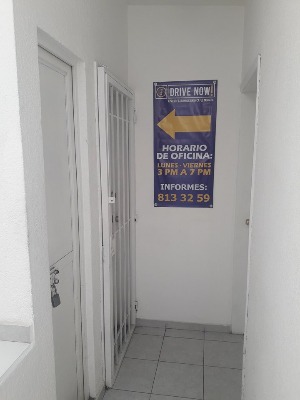 DRIVE NOW!
HORARIO
DE OFICINA:
LUNES - VIERNES
3 PM A 7 PM
INFORMES:
813 32 59